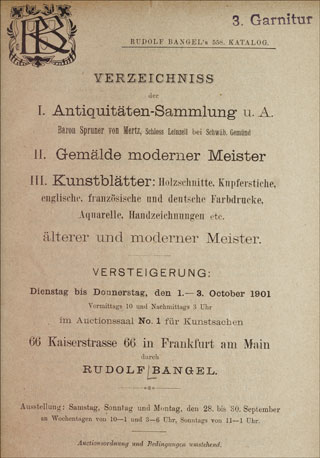 3. Garnitur
RB
RUDOLF BANGEL's 558. KATALOG.
VERZEICHNISS
der
I. Antiquitäten-Sammlung u. A.
Baron Spruner von Mertz, Schloss Leinzell bei Schwäb. Gmünd
II. Gemälde moderner Meister
III. Kunstblätter: Holzschnitte, Kupferstiche,
englische, französische und deutsche Farbdrucke,
Aquarelle, Handzeichnungen etc.
älterer und moderner Meister.
VERSTEIGERUNG:
Dienstag bis Donnerstag, den 1.—3. October 1901
Vormittags 10 und Nachmittags 3 Uhr
im Auctionssaal No. 1 für Kunstsachen
66 Kaiserstrasse 66 in Frankfurt am Main
durch
RUDOLF BANGEL.
Ausstellung: Samstag, Sonntag und Montag, den 28. bis 30. September
an Wochentagen von 10—1 und 3—6 Uhr, Sonntags von 11—1 Uhr.
Auctionsordnung und Bedingungen umstehend.